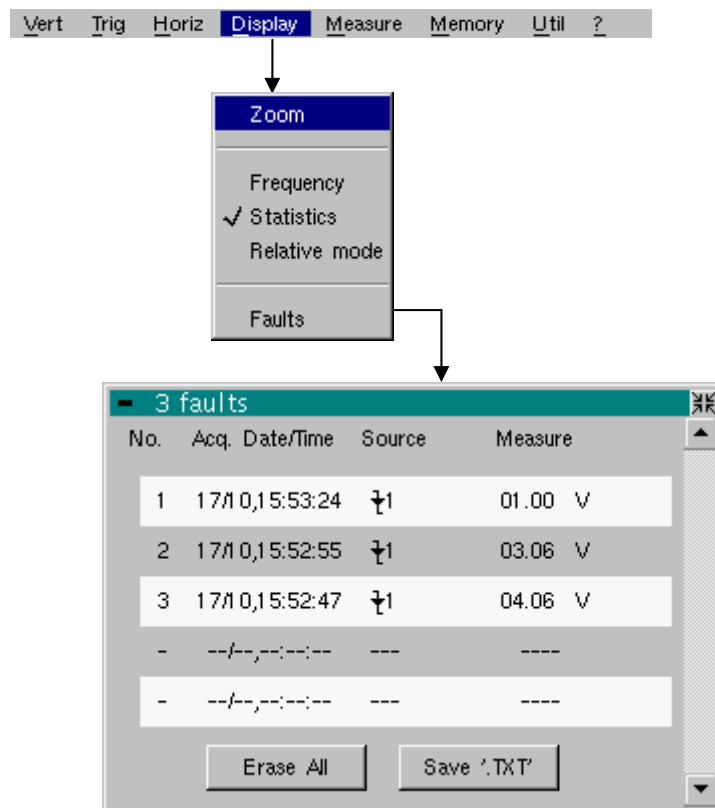 Vert Trig Horiz Display Measure Memory Util ?
Zoom
Frequency
✓ Statistics
Relative mode
Faults
3 faults
No. Acq. Date/Time Source Measure
1 17/10,15:53:24 1 01.00 V
2 17/10,15:52:55 1 03.06 V
3 17/10,15:52:47 1 04.06 V
- --/--,--:--:-- --- ----
- --/--,--:--:-- --- ----
Erase All Save '.TXT'